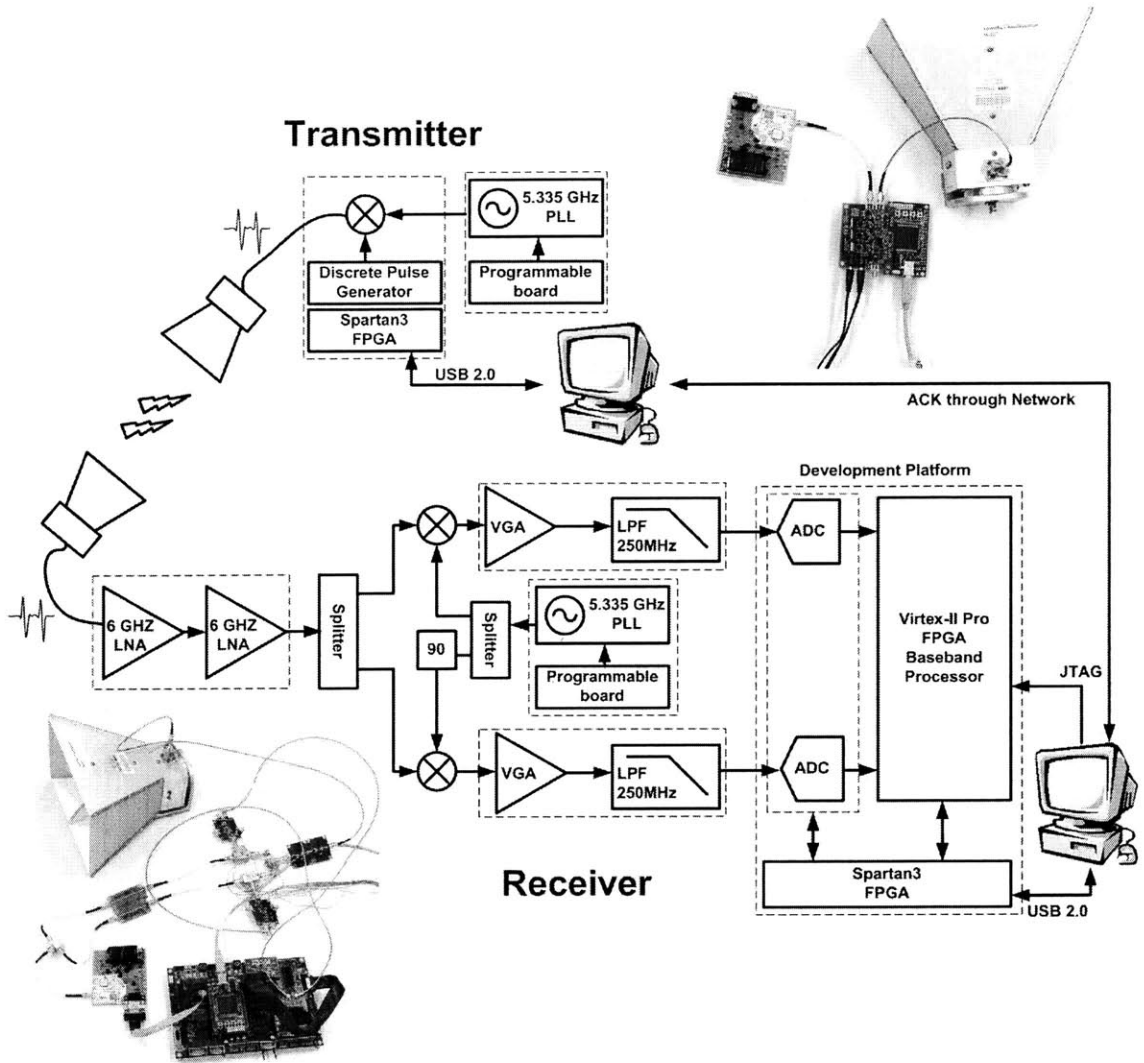 Transmitter
5.335 GHz
PLL
Discrete Pulse
Generator
Programmable
board
Spartan3
FPGA
USB 2.0
ACK through Network
Development Platform
VGA
LPF
250MHz
ADC
6 GHZ
LNA
6 GHZ
LNA
Splitter
90
Splitter
5.335 GHz
PLL
Programmable
board
Virtex-II Pro
FPGA
Baseband
Processor
JTAG
VGA
LPF
250MHz
ADC
Receiver
Spartan3
FPGA
USB 2.0
2